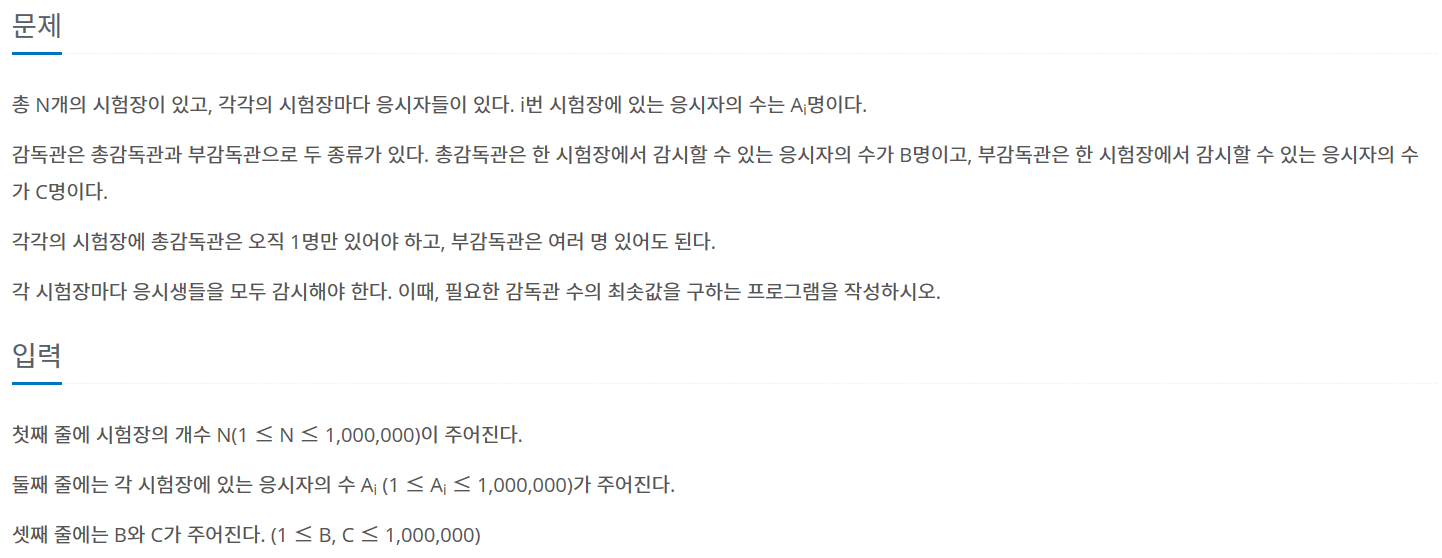 문제
총 N개의 시험장이 있고, 각각의 시험장마다 응시자들이 있다. i번 시험장에 있는 응시자의 수는 Ai명이다.
감독관은 총감독관과 부감독관으로 두 종류가 있다. 총감독관은 한 시험장에서 감시할 수 있는 응시자의 수가 B명이고, 부감독관은 한 시험장에서 감시할 수 있는 응시자의 수
가 C명이다.
각각의 시험장에 총감독관은 오직 1명만 있어야 하고, 부감독관은 여러 명 있어도 된다.
각 시험장마다 응시생들을 모두 감시해야 한다. 이때, 필요한 감독관 수의 최솟값을 구하는 프로그램을 작성하시오.
입력
첫째 줄에 시험장의 개수 N(1 ≤ N ≤ 1,000,000)이 주어진다.
둘째 줄에는 각 시험장에 있는 응시자의 수 Ai (1 ≤ Ai ≤ 1,000,000)가 주어진다.
셋째 줄에는 B와 C가 주어진다. (1 ≤ B, C ≤ 1,000,000)